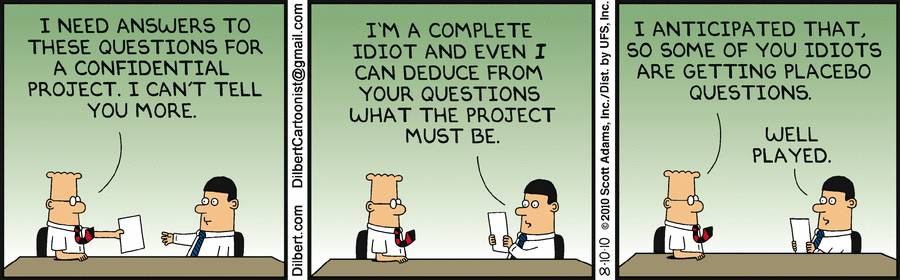 I NEED ANSWERS TO
THESE QUESTIONS FOR
A CONFIDENTIAL
PROJECT. I CAN'T TELL
YOU MORE.
DilbertCartoonist@gmail.com
Dilbert.com
I'M A COMPLETE
IDIOT AND EVEN I
CAN DEDUCE FROM
YOUR QUESTIONS
WHAT THE PROJECT
MUST BE.
8-10-10 ©2010 Scott Adams, Inc./Dist. by UFS, Inc.
I ANTICIPATED THAT,
SO SOME OF YOU IDIOTS
ARE GETTING PLACEBO
QUESTIONS.
WELL
PLAYED.